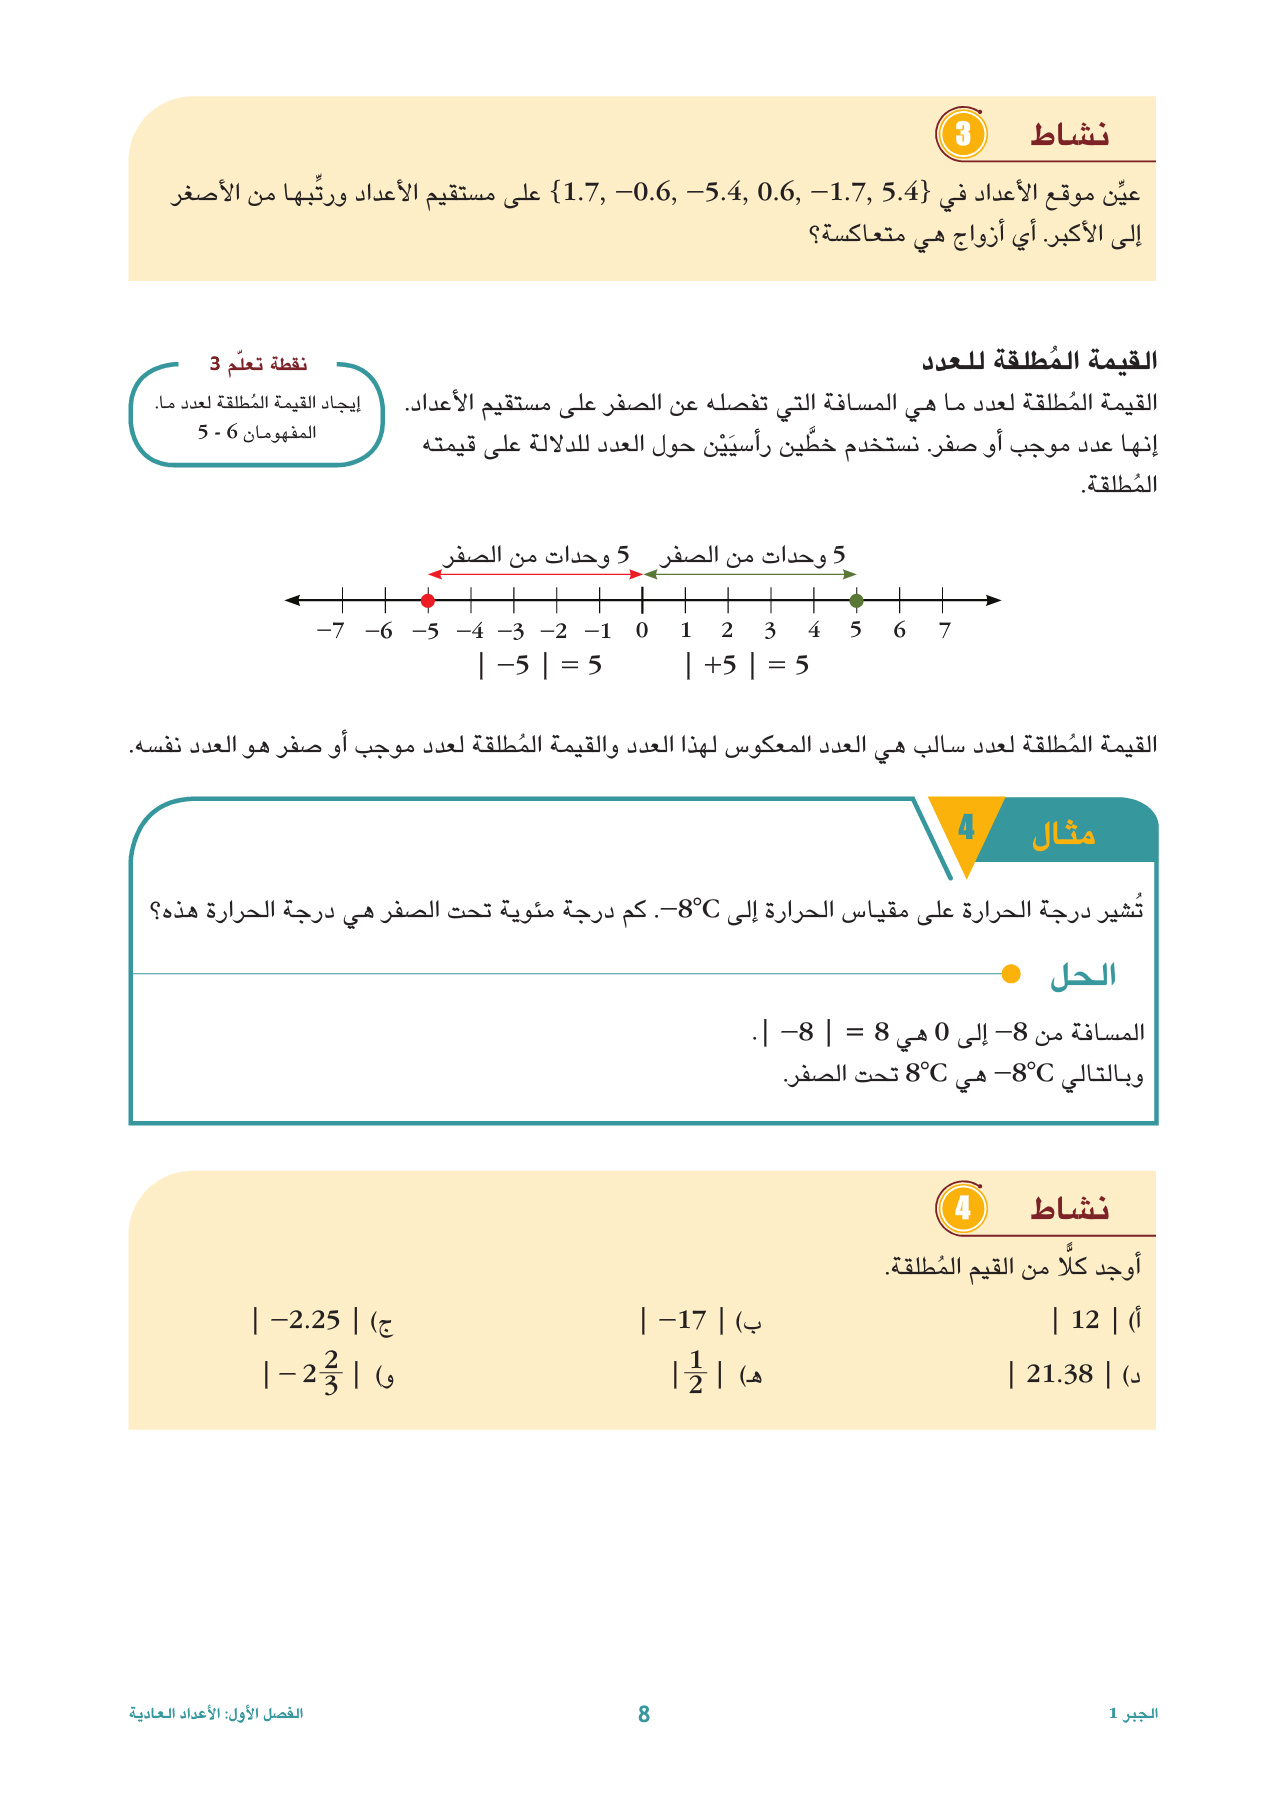 نشاط 3
عيِّن موقع الأعداد في {1.7, −0.6, −5.4, 0.6, −1.7, 5.4} على مستقيم الأعداد ورتِّبها من الأصغر
إلى الأكبر. أي أزواج هي متعاكسة؟
القيمة المُطلقة للعدد
القيمة المُطلقة لعدد ما هي المسافة التي تفصله عن الصفر على مستقيم الأعداد.
إنها عدد موجب أو صفر. نستخدم خطَّين رأسيَيْن حول العدد للدلالة على قيمته
المُطلقة.
نقطة تعلّم 3
إيجاد القيمة المُطلقة لعدد ما.
المفهومان 6 - 5
5 وحدات من الصفر 5 وحدات من الصفر
−7 −6 −5 −4 −3 −2 −1 0 1 2 3 4 5 6 7
| −5 | = 5 | +5 | = 5
القيمة المُطلقة لعدد سالب هي العدد المعكوس لهذا العدد والقيمة المُطلقة لعدد موجب أو صفر هو العدد نفسه.
مثال 4
تُشير درجة الحرارة على مقياس الحرارة إلى −8°C. كم درجة مئوية تحت الصفر هي درجة الحرارة هذه؟
الحل
المسافة من −8 إلى 0 هي | −8 | = 8.
وبالتالي −8°C هي 8°C تحت الصفر.
نشاط 4
أوجد كلًّا من القيم المُطلقة.
أ) | 12 | ب) | −17 | ج) | −2.25 |
د) | 21.38 | هـ) | 1/2 | و) | − 2 2/3 |
الجبر 1 8 الفصل الأول: الأعداد العادية